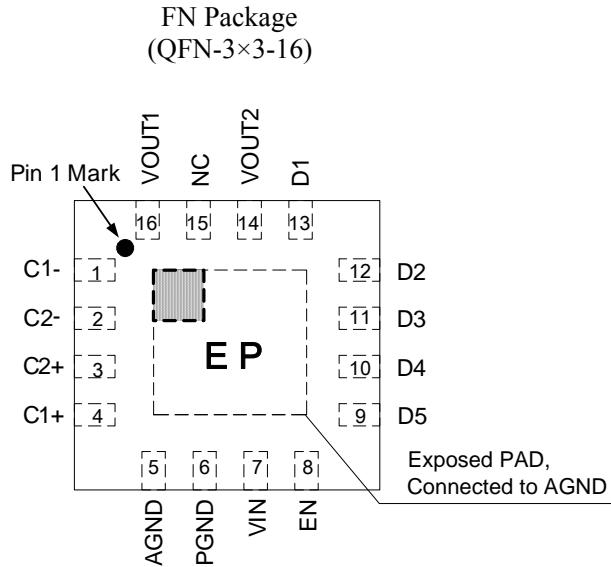 FN Package
(QFN-3×3-16)
VOUT1
NC
VOUT2
D1
Pin 1 Mark
16
15
14
13
C1-
1
12
D2
C2-
2
11
D3
C2+
3
10
D4
C1+
4
9
D5
E P
5
6
7
8
AGND
PGND
VIN
EN
Exposed PAD,
Connected to AGND